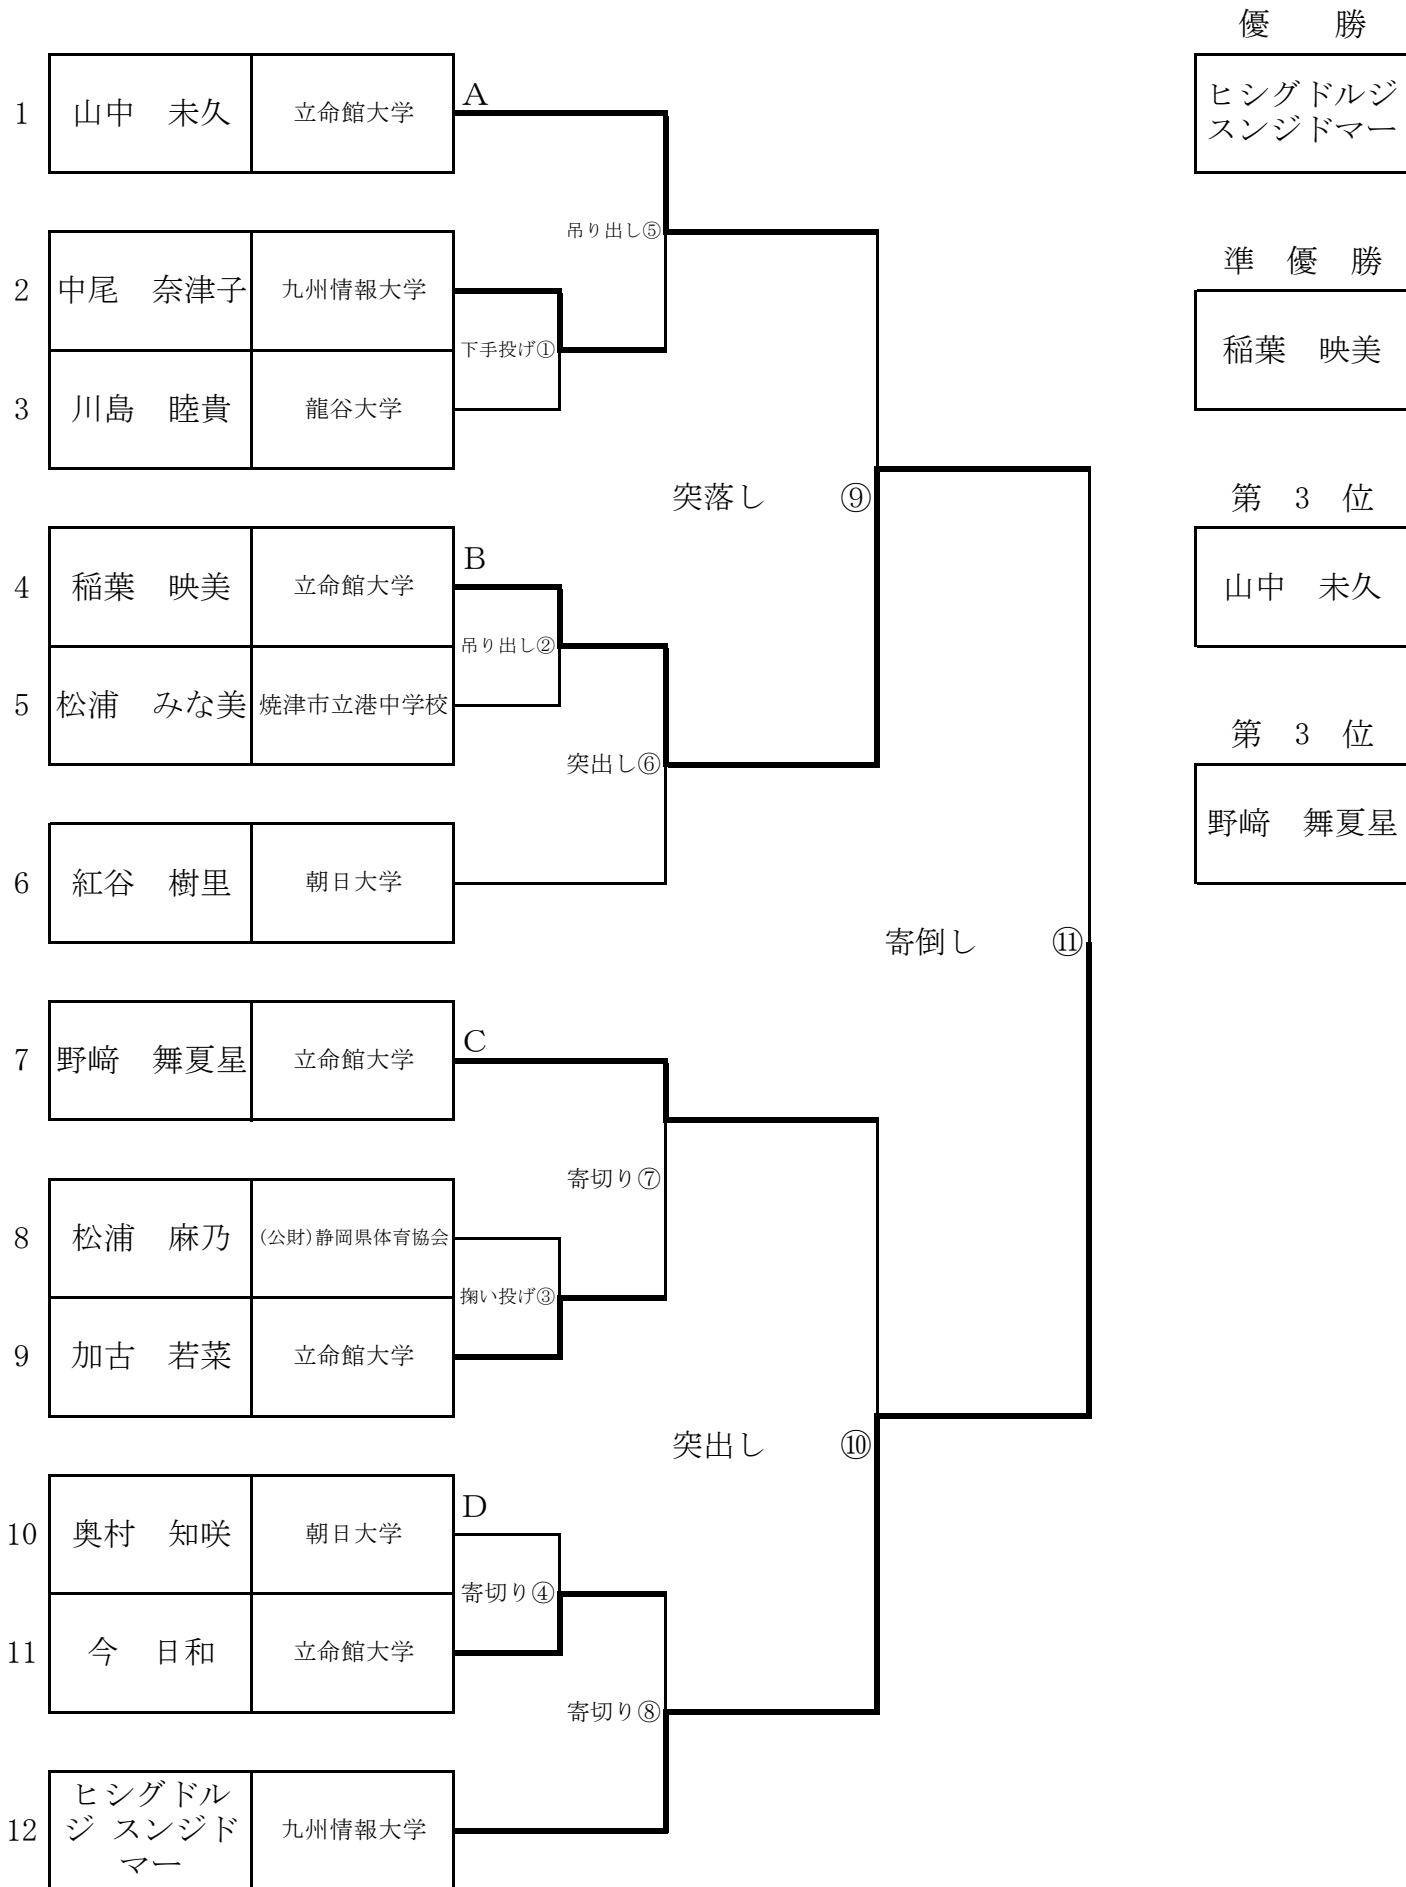 優　勝
ヒシグドルジ
スンジドマー
準 優 勝
稲葉　映美
第 3 位
山中　未久
第 3 位
野﨑　舞夏星
1 山中　未久 立命館大学 A
吊り出し⑤
2 中尾　奈津子 九州情報大学
下手投げ①
3 川島　睦貴 龍谷大学
突落し ⑨
4 稲葉　映美 立命館大学 B
吊り出し②
5 松浦　みな美 焼津市立港中学校
突出し⑥
6 紅谷　樹里 朝日大学
寄倒し ⑪
7 野﨑　舞夏星 立命館大学 C
寄切り⑦
8 松浦　麻乃 (公財)静岡県体育協会
掬い投げ③
9 加古　若菜 立命館大学
突出し ⑩
10 奥村　知咲 朝日大学 D
寄切り④
11 今　日和 立命館大学
寄切り⑧
12 ヒシグドル
ジ スンジド
マー
九州情報大学